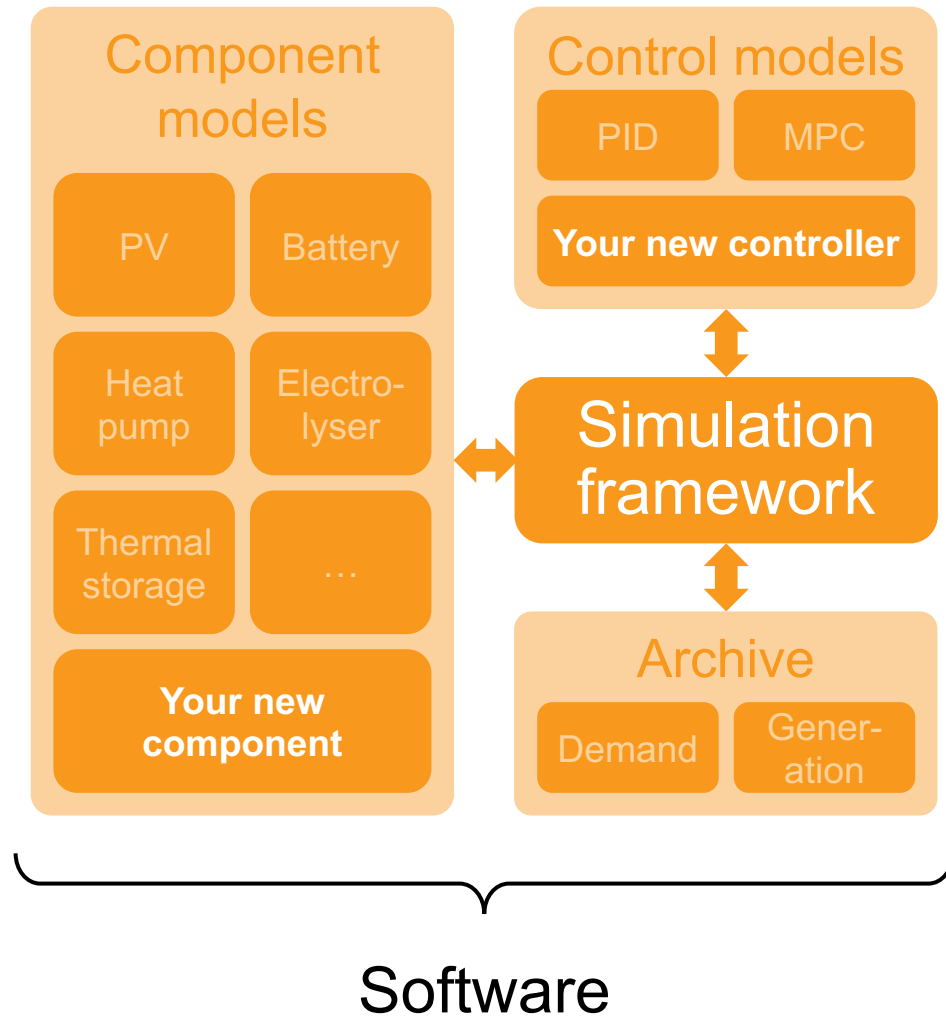 Component
models
PV
Battery
Heat
pump
Electro-
lyser
Thermal
storage
...
Your new
component
Control models
PID
MPC
Your new controller
Simulation
framework
Archive
Demand
Gener-
ation
Software